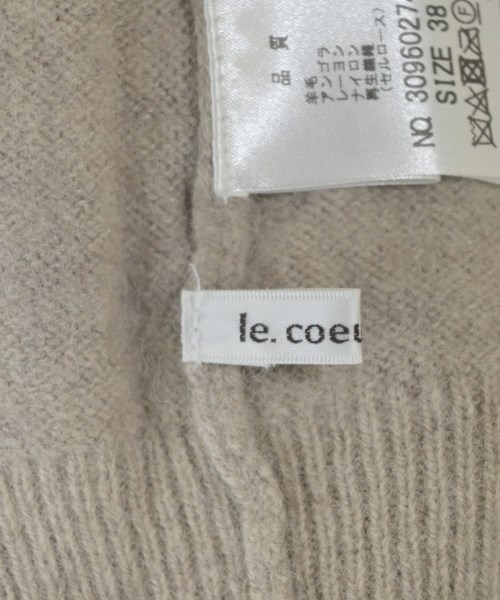 品質
羊毛
アンゴラ
レーヨン
ナイロン
再生繊維
(セルロース)
NO. 3096027
SIZE 38
le. coeu